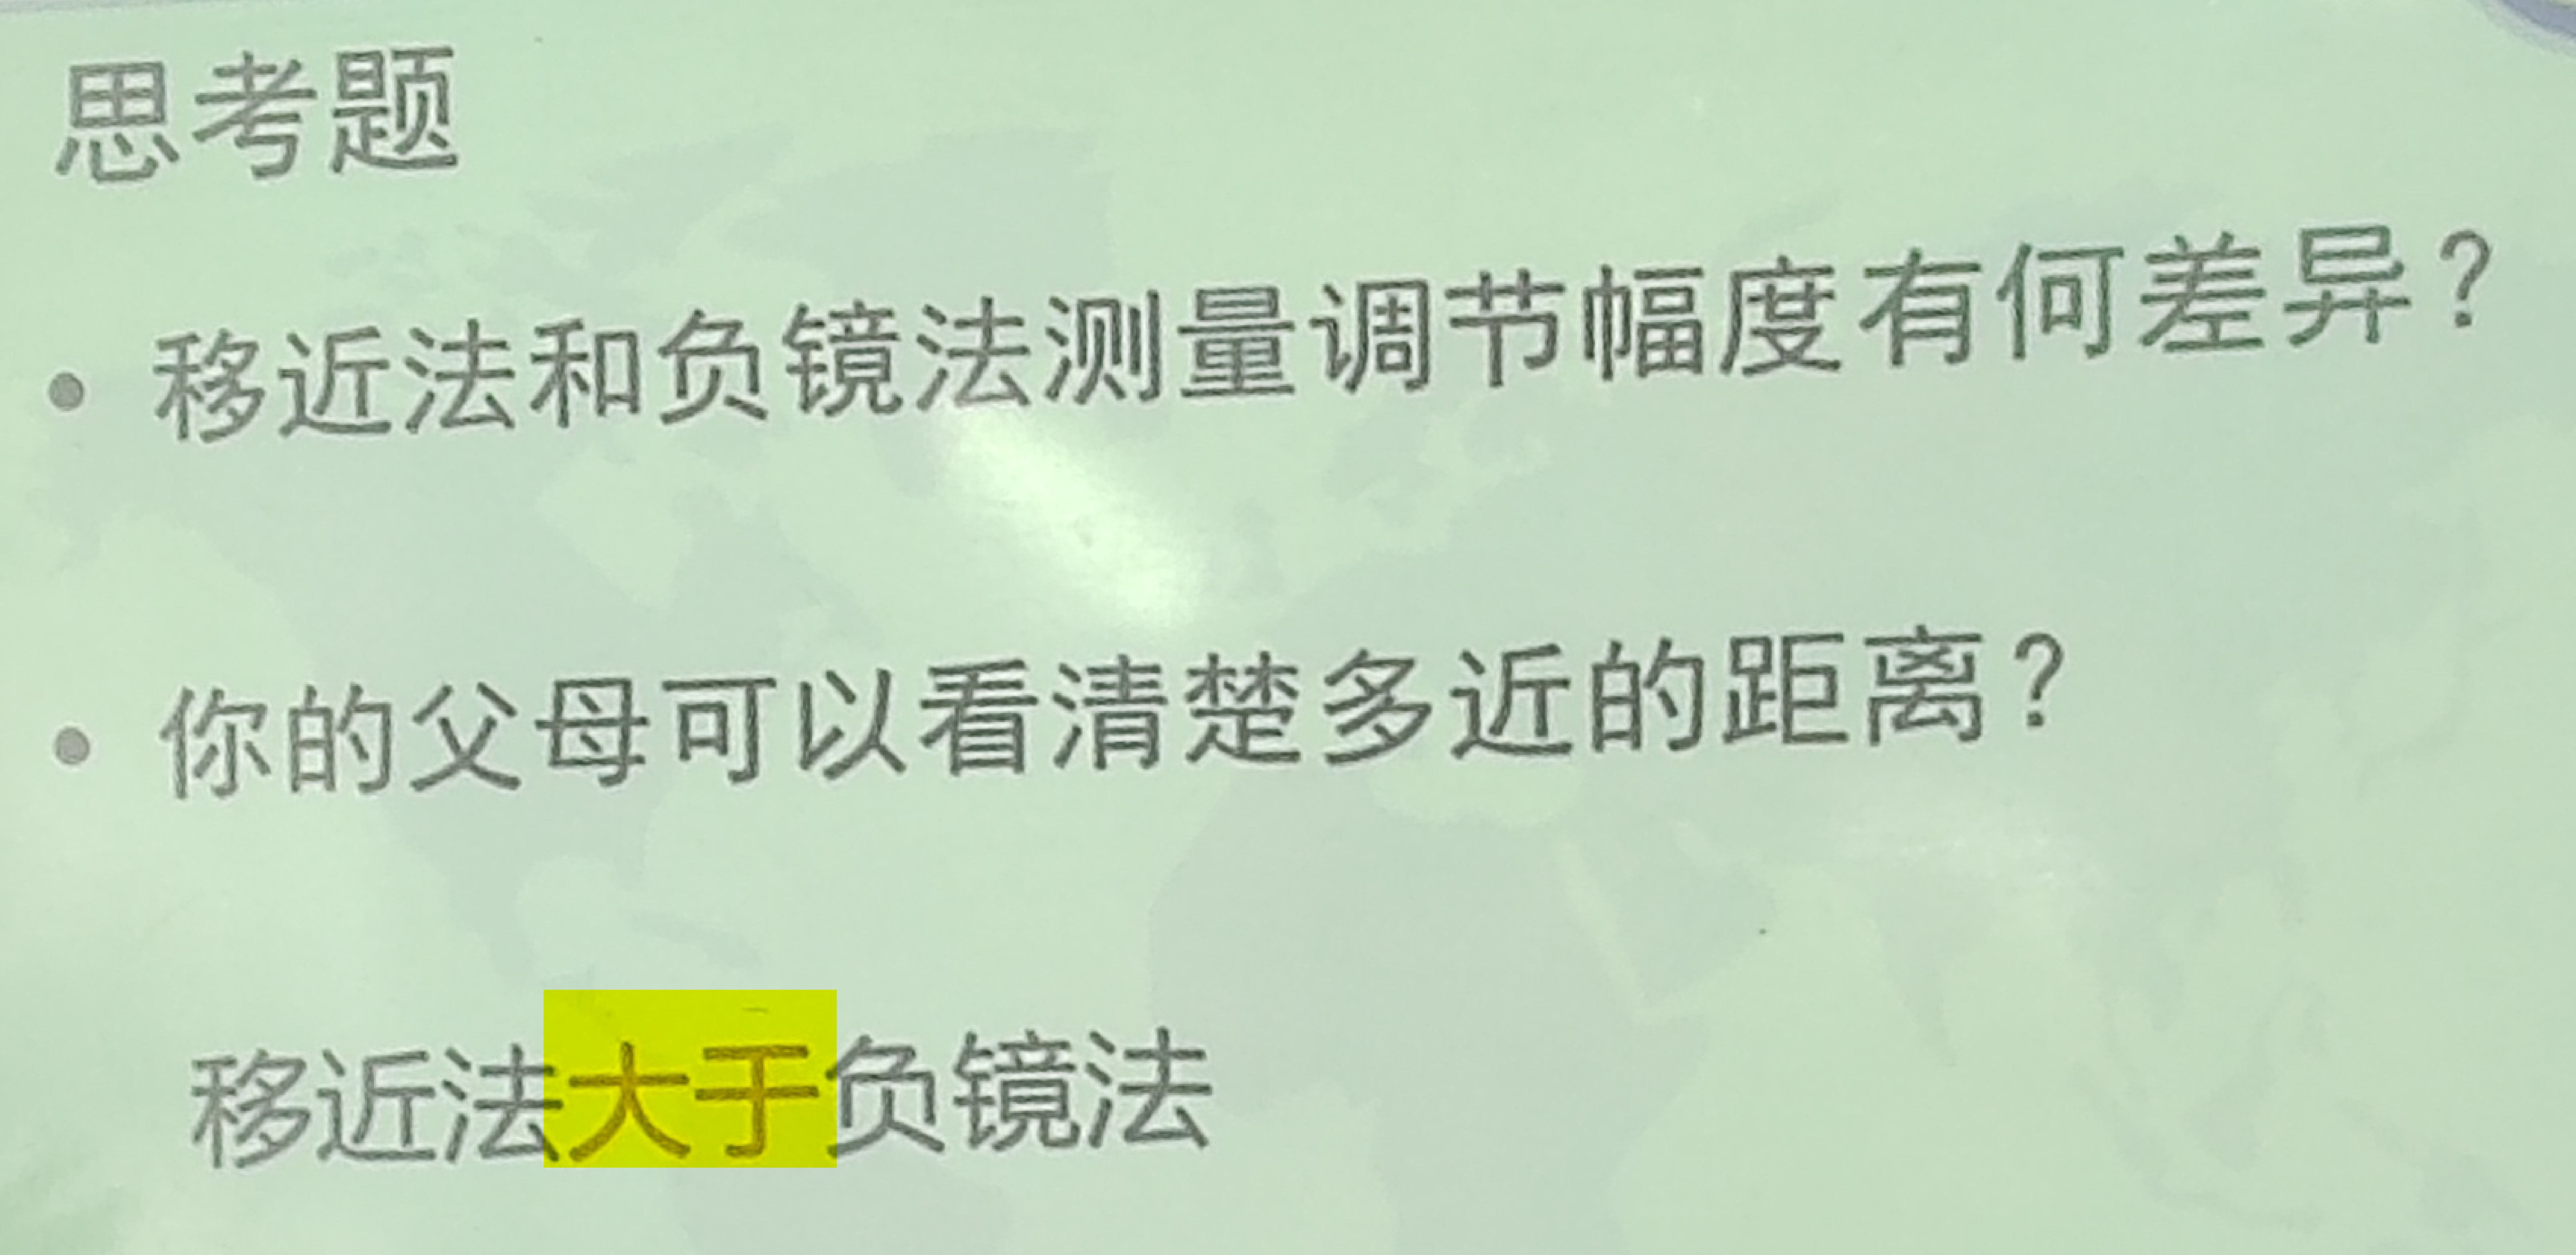 思考题
• 移近法和负镜法测量调节幅度有何差异?
• 你的父母可以看清楚多近的距离?
移近法大于负镜法